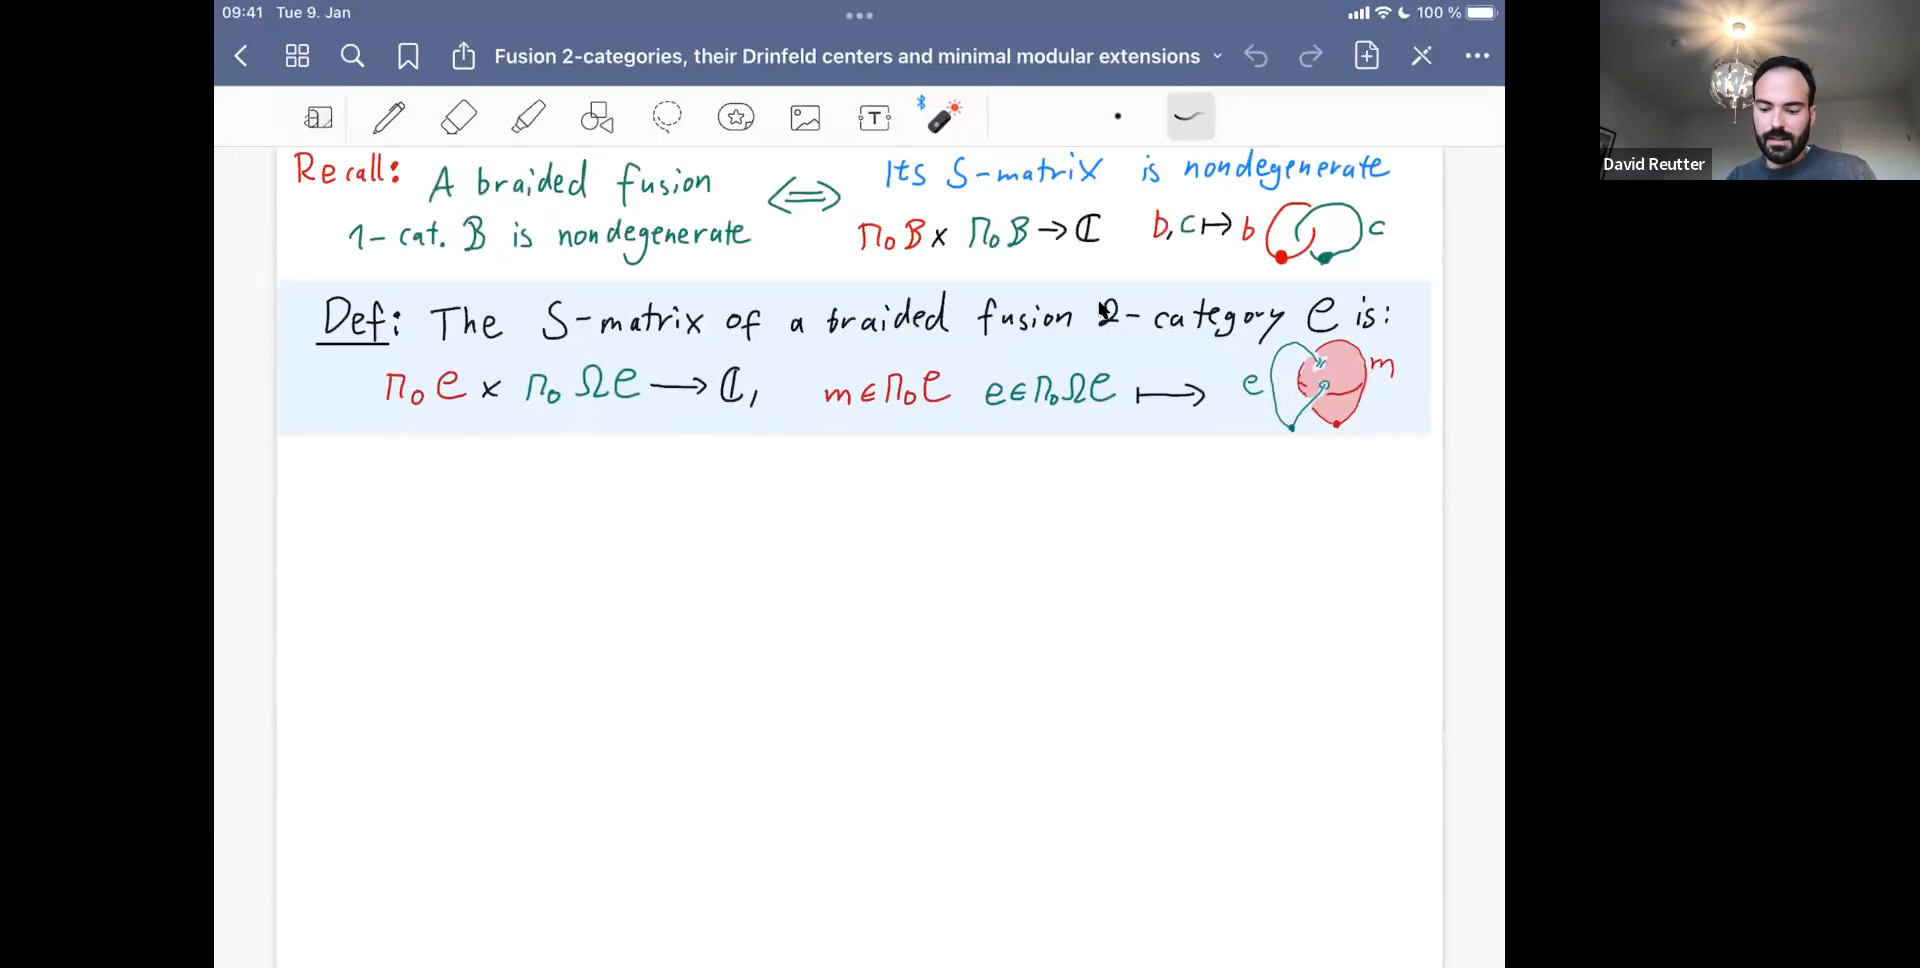 09:41 Tue 9. Jan
100 %
Fusion 2-categories, their Drinfeld centers and minimal modular extensions
T
David Reutter
Recall: A braided fusion 1-cat. B is nondegenerate ⟺ Its S-matrix is nondegenerate
Π₀B × Π₀B → ℂ b, c ↦ b c
Def: The S-matrix of a braided fusion 2-category C is:
Π₀C × Π₀ΩC → ℂ, m ∈ Π₀C e ∈ Π₀ΩC ↦ e m